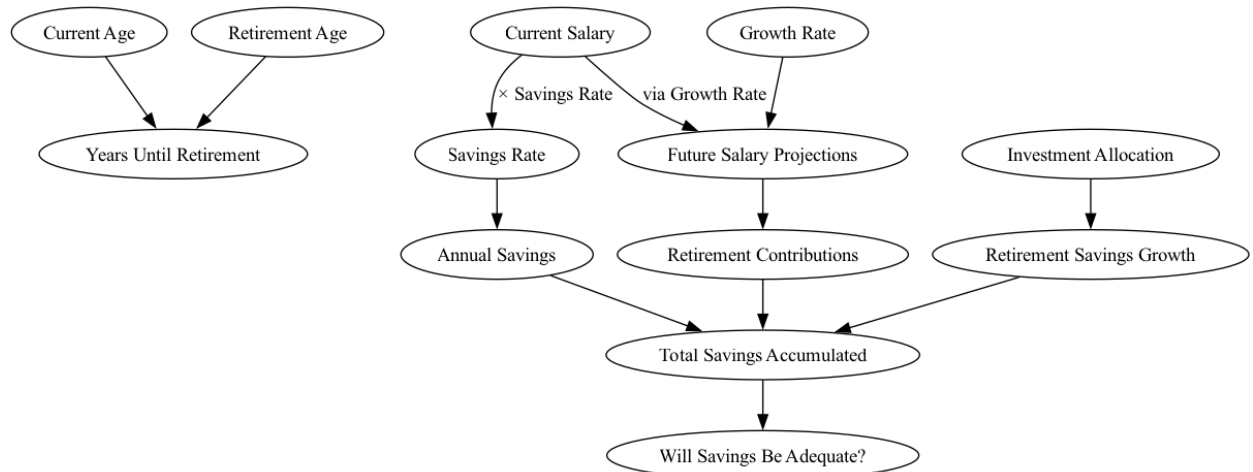 Current Age
Retirement Age
Current Salary
Growth Rate
× Savings Rate
via Growth Rate
Years Until Retirement
Savings Rate
Future Salary Projections
Investment Allocation
Annual Savings
Retirement Contributions
Retirement Savings Growth
Total Savings Accumulated
Will Savings Be Adequate?